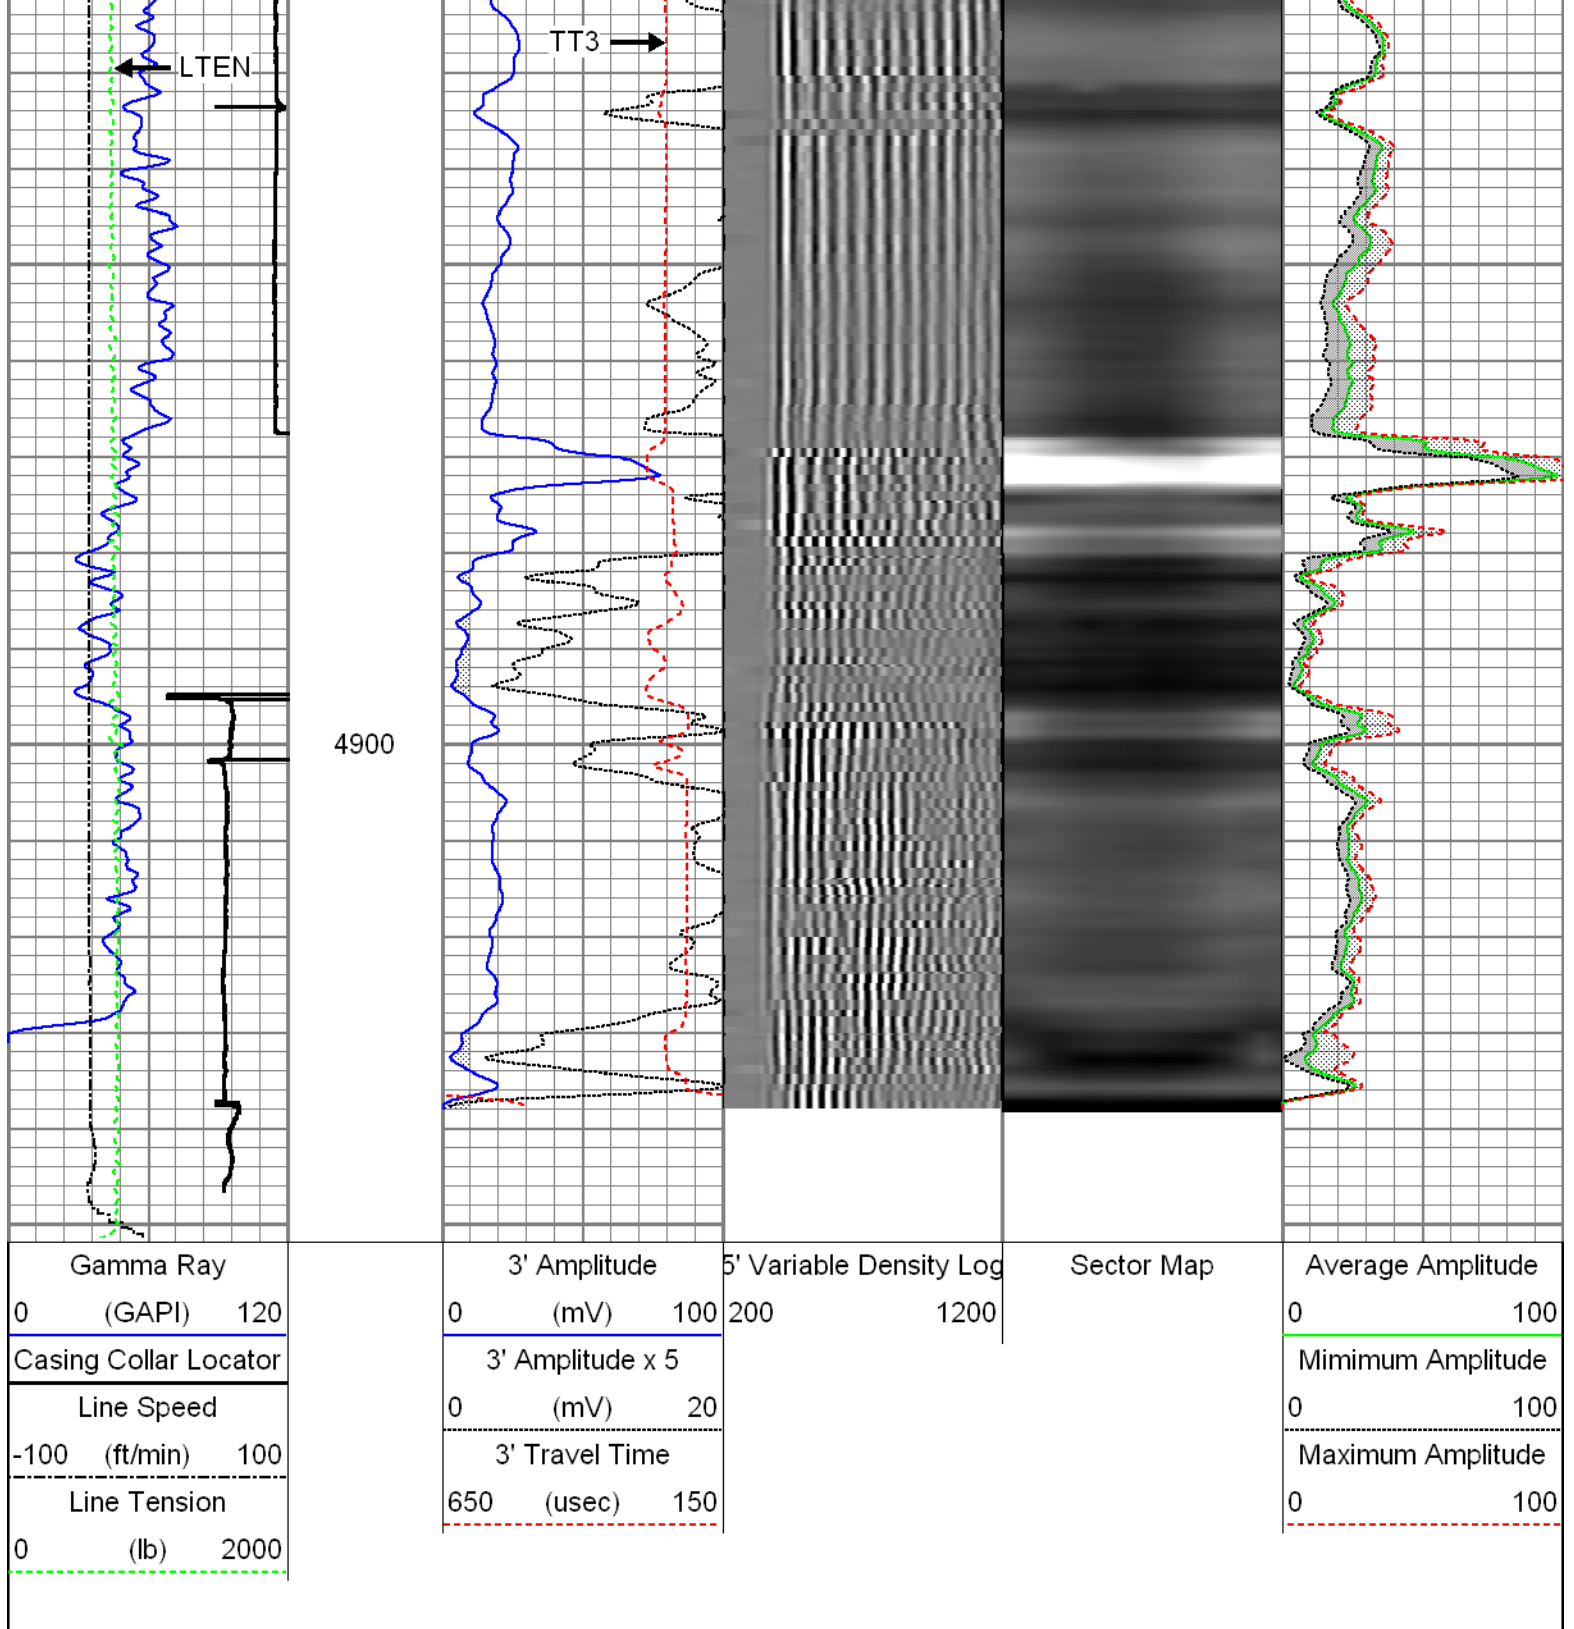 TT3
LTEN
4900
Gamma Ray
0 (GAPI) 120
Casing Collar Locator
Line Speed
-100 (ft/min) 100
Line Tension
0 (lb) 2000
3' Amplitude
0 (mV) 100
3' Amplitude x 5
0 (mV) 20
3' Travel Time
650 (usec) 150
5' Variable Density Log
200 1200
Sector Map
Average Amplitude
0 100
Mimimum Amplitude
0 100
Maximum Amplitude
0 100